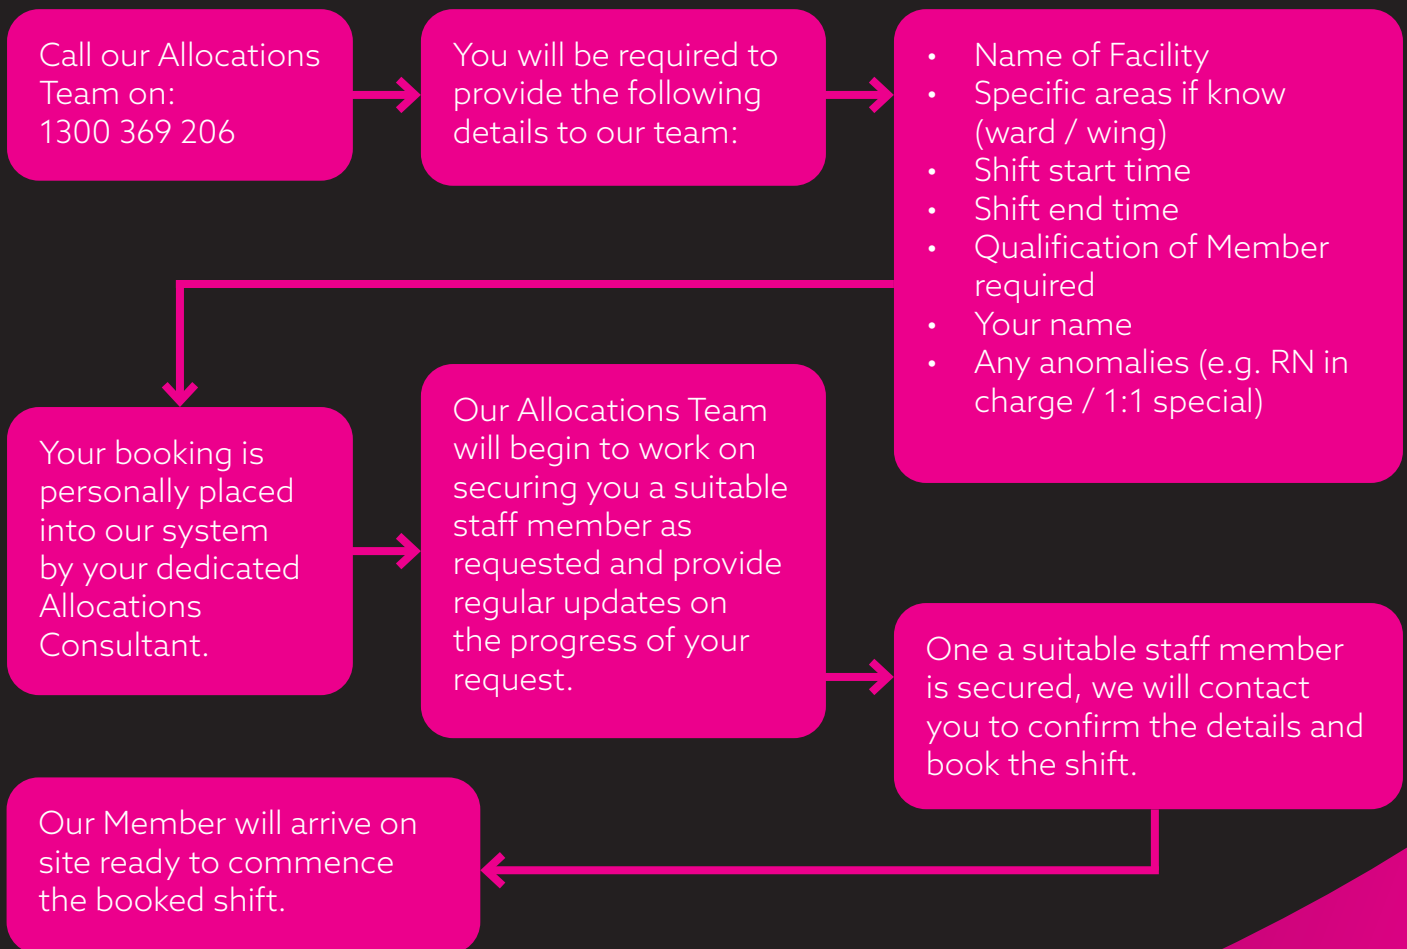 Call our Allocations
Team on:
1300 369 206
You will be required to
provide the following
details to our team:
• Name of Facility
• Specific areas if know
(ward / wing)
• Shift start time
• Shift end time
• Qualification of Member
required
• Your name
• Any anomalies (e.g. RN in
charge / 1:1 special)
Your booking is
personally placed
into our system
by your dedicated
Allocations
Consultant.
Our Allocations Team
will begin to work on
securing you a suitable
staff member as
requested and provide
regular updates on
the progress of your
request.
One a suitable staff member
is secured, we will contact
you to confirm the details and
book the shift.
Our Member will arrive on
site ready to commence
the booked shift.